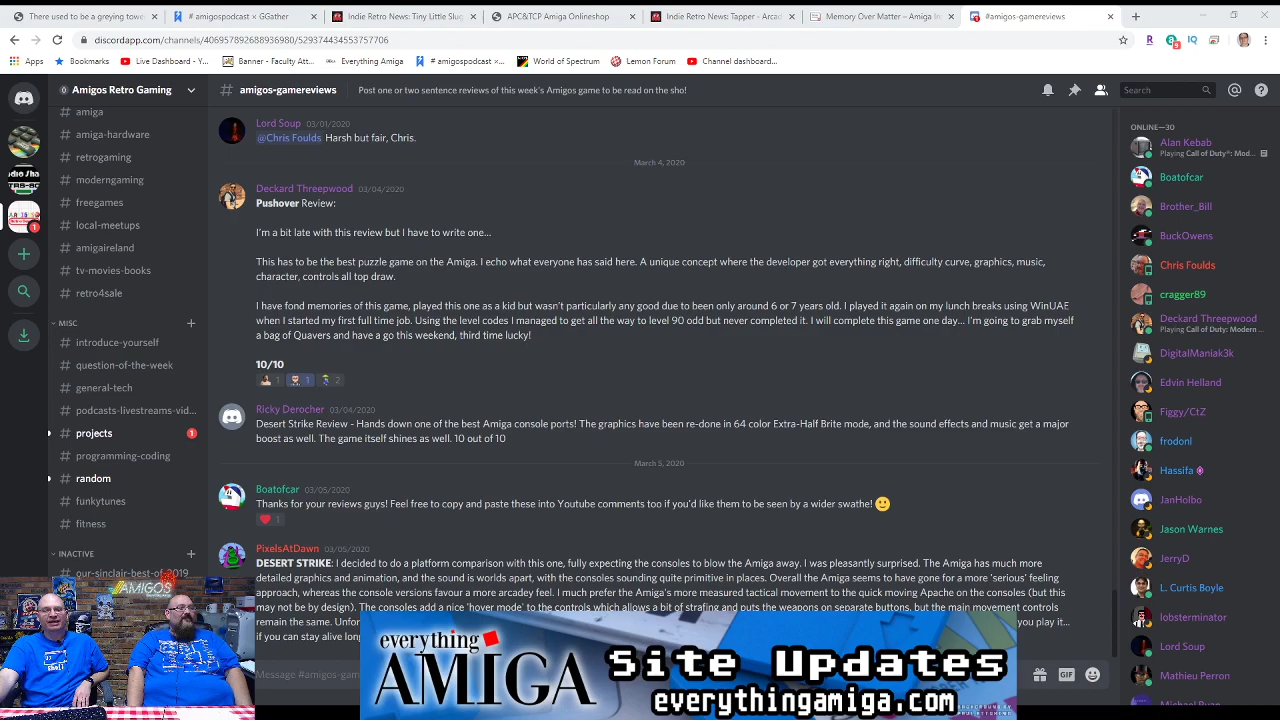 There used to be a greying tower
# amigospodcast × GGather
Indie Retro News: Tiny Little Slug
APC&TCP Amiga Onlineshop
Indie Retro News: Tapper - Arcad
Memory Over Matter – Amiga Im
#amigos-gamereviews
discordapp.com/channels/406957892688936980/529374434553757706
Apps
Bookmarks
Live Dashboard - Y...
Banner - Faculty Att...
Everything Amiga
# amigospodcast ×...
World of Spectrum
Lemon Forum
Channel dashboard...
Amigos Retro Gaming
# amigos-gamereviews
Post one or two sentence reviews of this week's Amigos game to be read on the sho!
Search
# amiga
# amiga-hardware
# retrogaming
# moderngaming
# freegames
# local-meetups
# amigaireland
# tv-movies-books
# retro4sale
MISC
# introduce-yourself
# question-of-the-week
# general-tech
# podcasts-livestreams-vid...
# projects 1
# programming-coding
# random
# funkytunes
# fitness
INACTIVE
# our-sinclair-best-of-2019
Lord Soup 03/01/2020
@Chris Foulds Harsh but fair, Chris.
March 4, 2020
Deckard Threepwood 03/04/2020
Pushover Review:
I'm a bit late with this review but I have to write one...
This has to be the best puzzle game on the Amiga. I echo what everyone has said here. A unique concept where the developer got everything right, difficulty curve, graphics, music,
character, controls all top draw.
I have fond memories of this game, played this one as a kid but wasn't particularly any good due to been only around 6 or 7 years old. I played it again on my lunch breaks using WinUAE
when I started my first full time job. Using the level codes I managed to get all the way to level 90 odd but never completed it. I will complete this game one day... I'm going to grab myself
a bag of Quavers and have a go this weekend, third time lucky!
10/10
1 1 2
Ricky Derocher 03/04/2020
Desert Strike Review - Hands down one of the best Amiga console ports! The graphics have been re-done in 64 color Extra-Half Brite mode, and the sound effects and music get a major
boost as well. The game itself shines as well. 10 out of 10
March 5, 2020
Boatofcar 03/05/2020
Thanks for your reviews guys! Feel free to copy and paste these into Youtube comments too if you'd like them to be seen by a wider swathe!
1
PixelsAtDawn 03/05/2020
DESERT STRIKE: I decided to do a platform comparison with this one, fully expecting the consoles to blow the Amiga away. I was pleasantly surprised. The Amiga has much more
detailed graphics and animation, and the sound is worlds apart, with the consoles sounding quite primitive in places. Overall the Amiga seems to have gone for a more 'serious' feeling
approach, whereas the console versions favour a more arcadey feel. I much prefer the Amiga's more measured tactical movement to the quick moving Apache on the consoles (but this
may not be by design). The consoles add a nice 'hover mode' to the controls which allows a bit of strafing and puts the weapons on separate buttons, but the main movement controls
remain the same. Unfor
you play it...
if you can stay alive long
Message #amigos-gam
GIF
ONLINE—30
Alan Kebab
Playing Call of Duty®: Mod...
Boatofcar
Brother_Bill
BuckOwens
Chris Foulds
cragger89
Deckard Threepwood
Playing Call of Duty: Modern ...
DigitalManiak3k
Edvin Helland
Figgy/CtZ
frodonl
Hassifa
JanHolbo
Jason Warnes
JerryD
L. Curtis Boyle
lobsterminator
Lord Soup
Mathieu Perron
Michael Ryan
AMIGOS
everything
AMIGA
Site Updates
everythingamiga.com